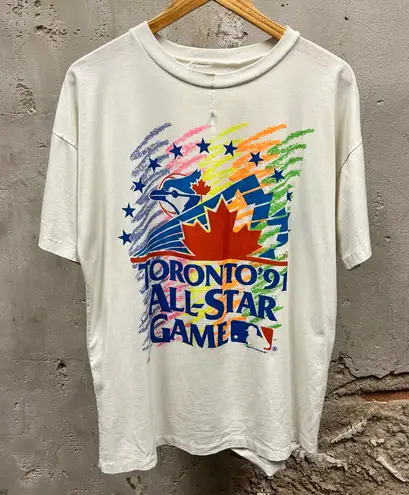 TORONTO '91
ALL-STAR
GAME
®